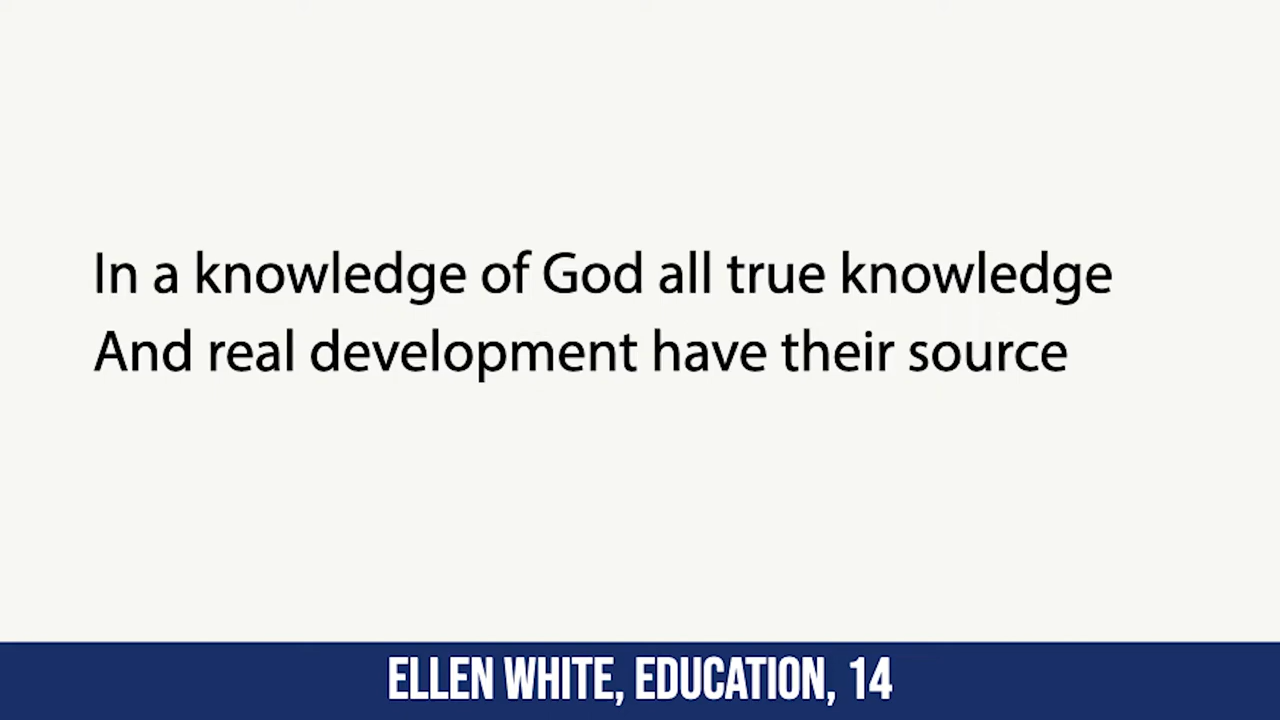 In a knowledge of God all true knowledge
And real development have their source
ELLEN WHITE, EDUCATION, 14